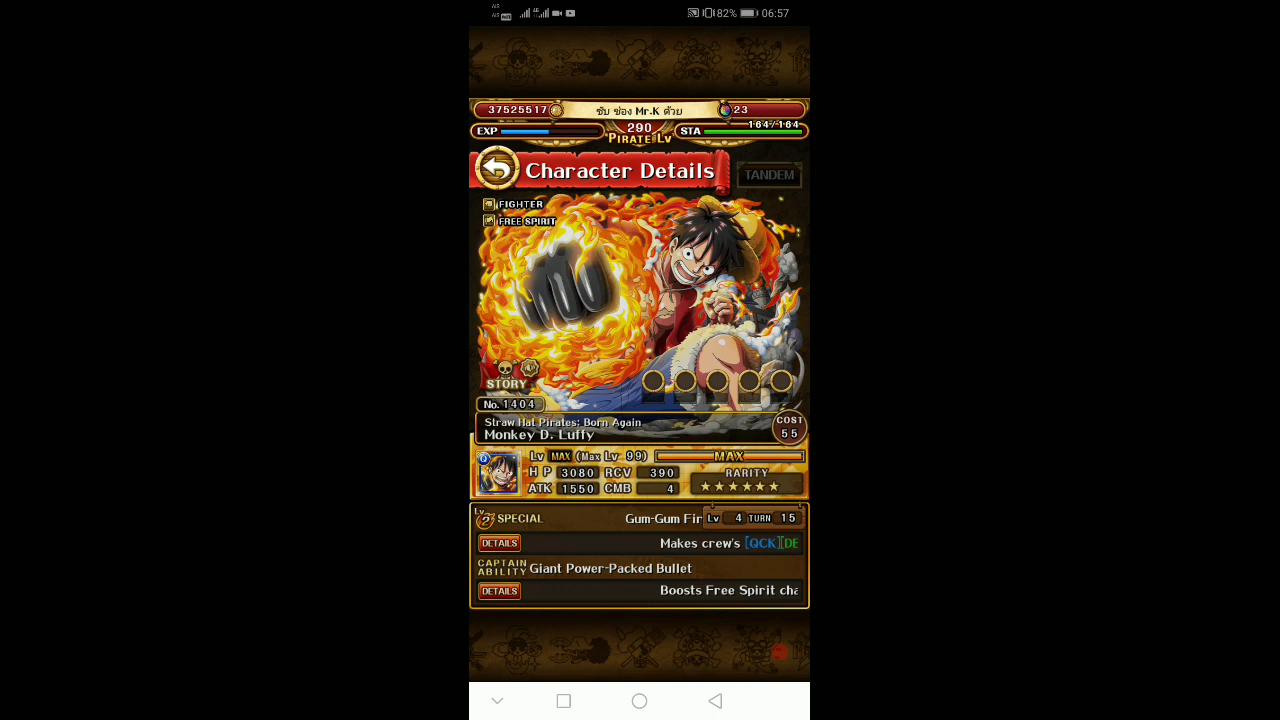 82% 06:57
37525517 ซับ ช่อง Mr.K ด้วย 23
EXP 290 STA 164/164
PIRATE LV
Character Details TANDEM
FIGHTER
FREE SPIRIT
STORY
No. 1404
Straw Hat Pirates: Born Again
Monkey D. Luffy
COST
55
Lv MAX (Max Lv 99) MAX
HP 3080 RCV 390 RARITY
ATK 1550 CMB 4 ★★★★★★
Lv 2 SPECIAL Gum-Gum Fir Lv 4 TURN 15
DETAILS Makes crew's [QCK][DE
CAPTAIN ABILITY Giant Power-Packed Bullet
DETAILS Boosts Free Spirit cha